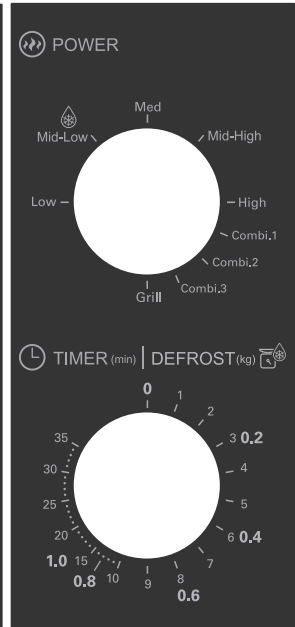 POWER
Med
Mid-Low
Mid-High
Low
High
Combi.1
Combi.2
Combi.3
Grill
TIMER (min) | DEFROST (kg)
0
1
2
3 0.2
4
5
6 0.4
7
8
0.6
9
10
0.8
15
1.0
20
25
30
35